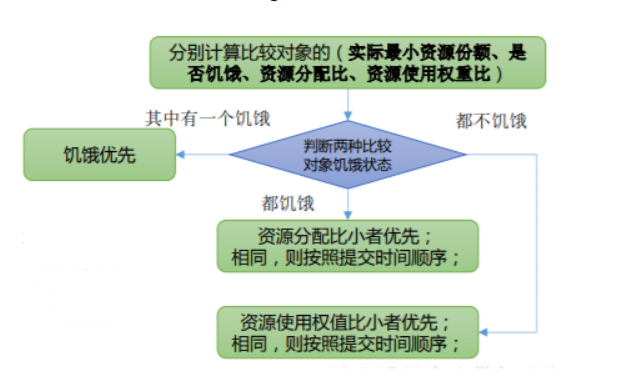 分别计算比较对象的（实际最小资源份额、是
否饥饿、资源分配比、资源使用权重比）
其中有一个饥饿
都不饥饿
饥饿优先
判断两种比较
对象饥饿状态
都饥饿
资源分配比小者优先；
相同，则按照提交时间顺序；
资源使用权值比小者优先；
相同，则按照提交时间顺序；